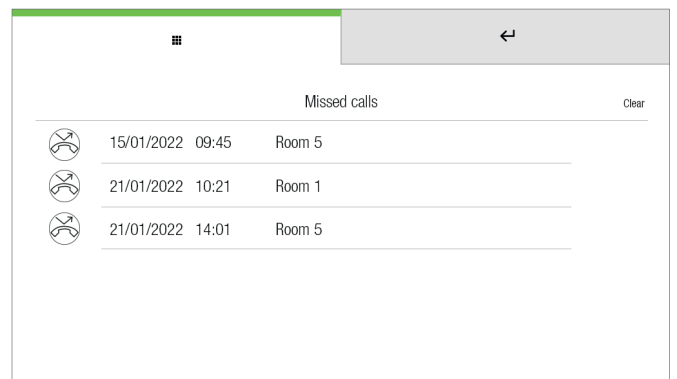 Missed calls
Clear
15/01/2022 09:45 Room 5
21/01/2022 10:21 Room 1
21/01/2022 14:01 Room 5